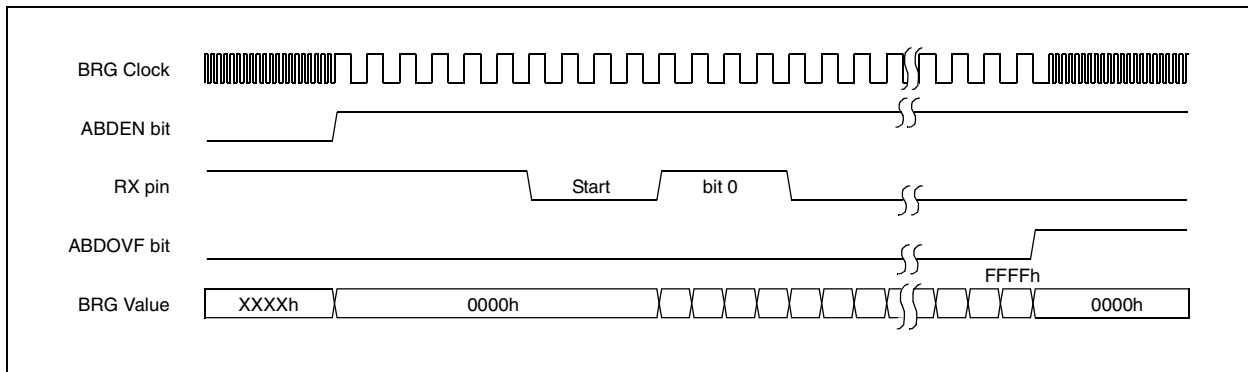 BRG Clock
ABDEN bit
RX pin
Start
bit 0
ABDOVF bit
FFFFh
BRG Value
XXXXh
0000h
0000h